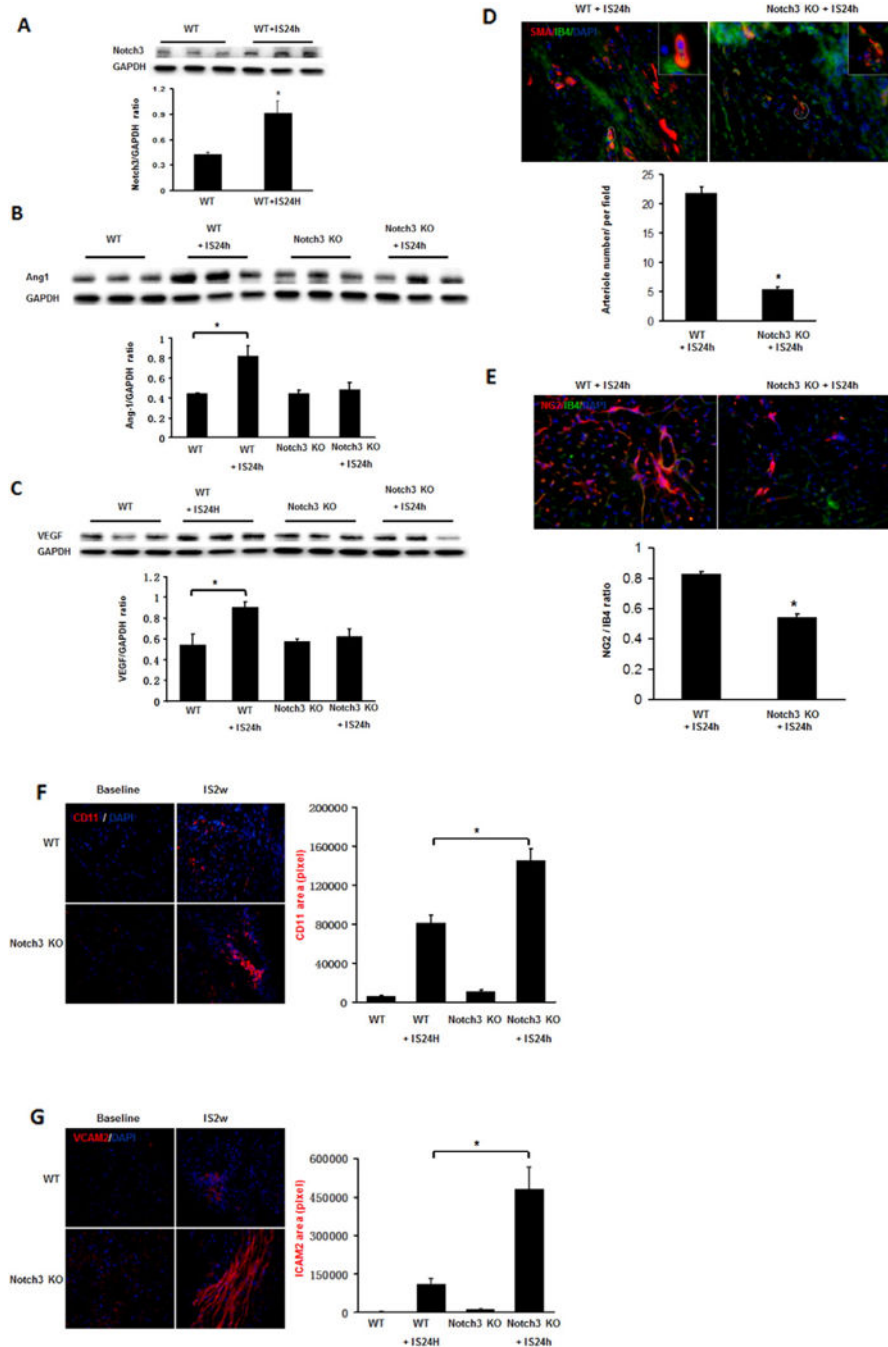 A
WT WT+IS24h
Notch3
GAPDH
Notch3/GAPDH ratio
1.2
0.9
0.6
0.3
0
*
WT WT+IS24H
B
WT WT + IS24h Notch3 KO Notch3 KO + IS24h
Ang1
GAPDH
Ang-1/GAPDH ratio
1
0.8
0.6
0.4
0.2
0
*
WT WT Notch3 KO Notch3 KO
+ IS24h + IS24h
C
WT WT + IS24H Notch3 KO Notch3 KO + IS24h
VEGF
GAPDH
VEGF/GAPDH ratio
1.2
1
0.8
0.6
0.4
0.2
0
*
WT WT Notch3 KO Notch3 KO
+ IS24h + IS24h
D
WT + IS24h Notch3 KO + IS24h
SMA/IB4/DAPI
Arteriole number/ per field
25
20
15
10
5
0
*
WT Notch3 KO
+ IS24h + IS24h
E
WT + IS24h Notch3 KO + IS24h
NG2/IB4/DAPI
NG2 / IB4 ratio
1
0.8
0.6
0.4
0.2
0
*
WT Notch3 KO
+ IS24h + IS24h
F
Baseline IS2w
CD11 / DAPI
WT
Notch3 KO
CD11 area (pixel)
200000
160000
120000
80000
40000
0
*
WT WT Notch3 KO Notch3 KO
+ IS24H + IS24h
G
Baseline IS2w
VCAM2/DAPI
WT
Notch3 KO
ICAM2 area (pixel)
600000
450000
300000
150000
0
*
WT WT Notch3 KO Notch3 KO
+ IS24H + IS24h